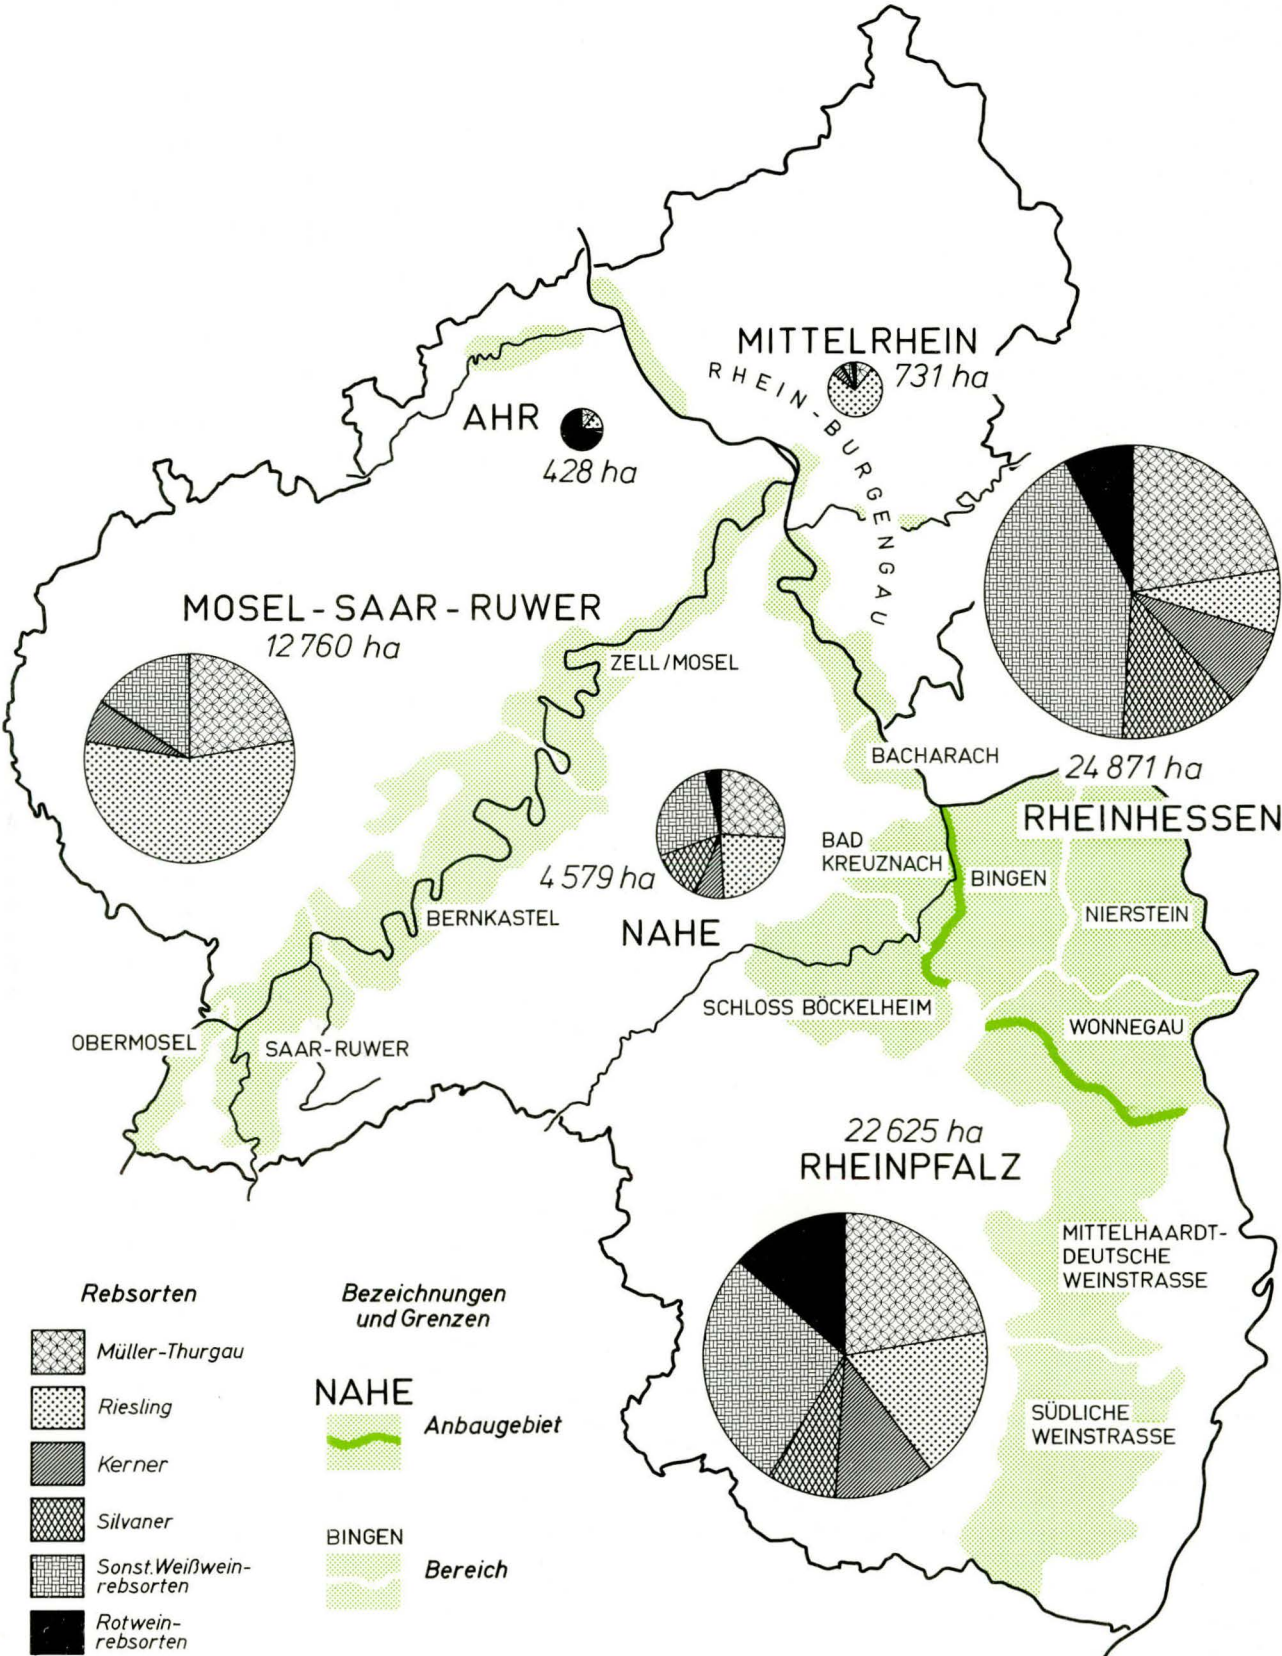 MITTELRHEIN
731 ha
RHEIN-BURGENGAU
AHR
428 ha
MOSEL-SAAR-RUWER
12 760 ha
ZELL/MOSEL
BACHARACH
24 871 ha
RHEINHESSEN
BAD
KREUZNACH
BINGEN
4 579 ha
NAHE
BERNKASTEL
NIERSTEIN
SCHLOSS BÖCKELHEIM
WONNEGAU
OBERMOSEL
SAAR-RUWER
22 625 ha
RHEINPFALZ
MITTELHAARDT-
DEUTSCHE
WEINSTRASSE
SÜDLICHE
WEINSTRASSE
Rebsorten
Müller-Thurgau
Riesling
Kerner
Silvaner
Sonst. Weißwein-
rebsorten
Rotwein-
rebsorten
Bezeichnungen
und Grenzen
NAHE
Anbaugebiet
BINGEN
Bereich